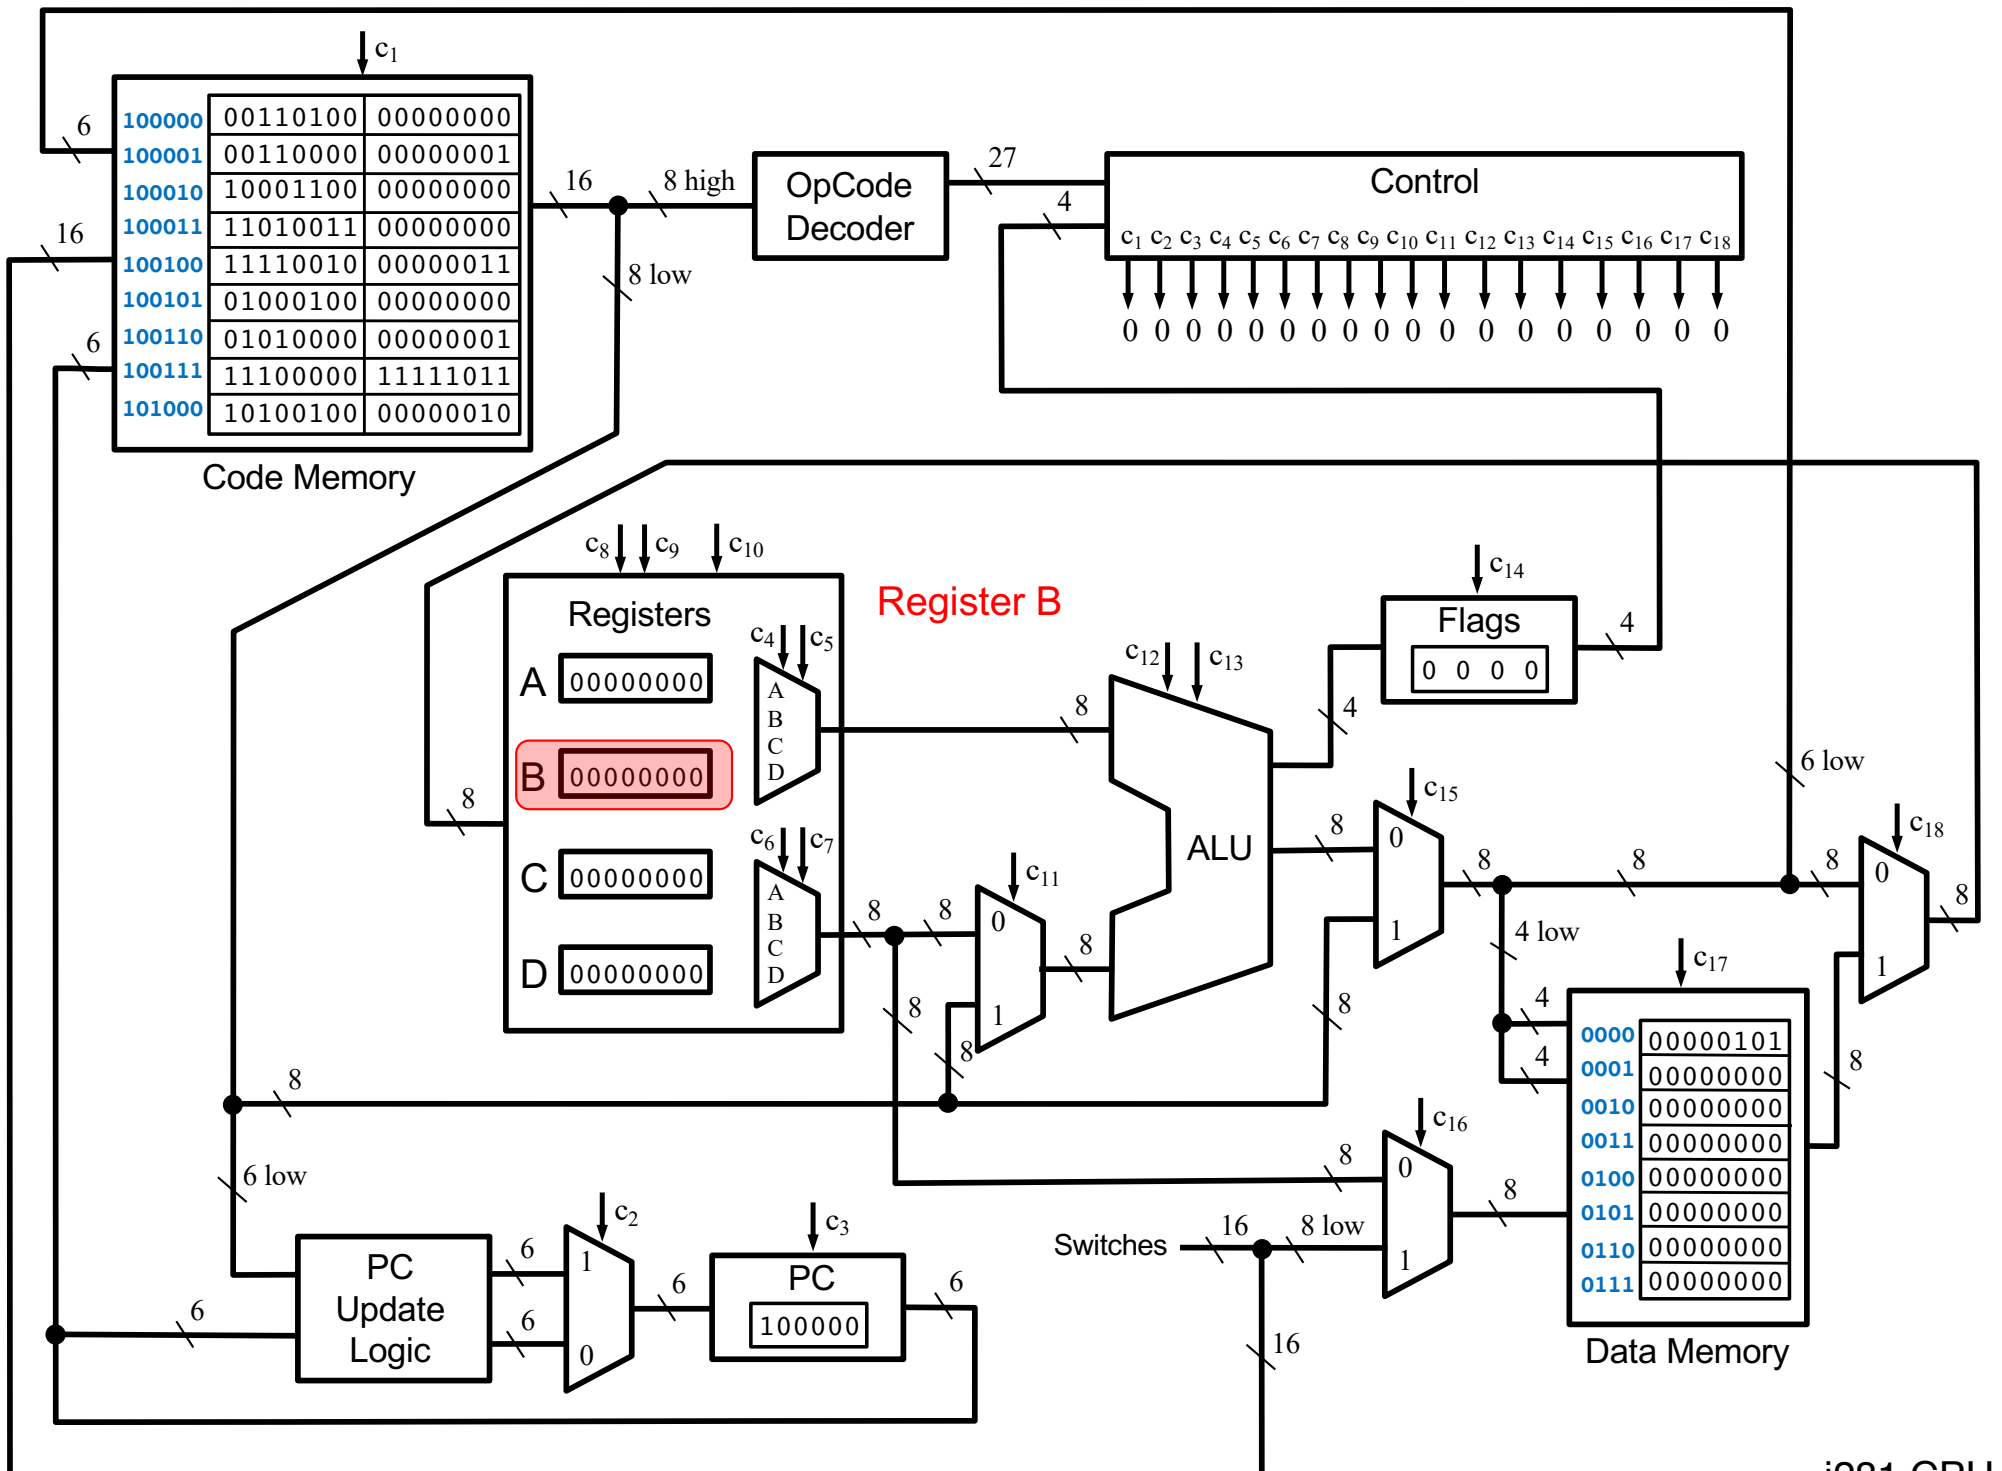 c1
6
100000 00110100 00000000
100001 00110000 00000001
100010 10001100 00000000
100011 11010011 00000000
100100 11110010 00000011
100101 01000100 00000000
100110 01010000 00000001
100111 11100000 11111011
101000 10100100 00000010
16
6
Code Memory
16
8 high
8 low
OpCode
Decoder
27
4
Control
c1 c2 c3 c4 c5 c6 c7 c8 c9 c10 c11 c12 c13 c14 c15 c16 c17 c18
0 0 0 0 0 0 0 0 0 0 0 0 0 0 0 0 0 0
c8 c9 c10
Registers
Register B
A 00000000
B 00000000
C 00000000
D 00000000
8
c4 c5
A
B
C
D
c6 c7
A
B
C
D
8
8
8
8
c11
0
1
8
8
c12 c13
ALU
8
4
c14
Flags
0 0 0 0
4
c15
0
1
8
8
8
8
6 low
c18
0
1
8
4 low
4
4
c17
0000 00000101
0001 00000000
0010 00000000
0011 00000000
0100 00000000
0101 00000000
0110 00000000
0111 00000000
Data Memory
8
8
8
c16
0
1
8
8
Switches
16
8 low
16
6 low
PC
Update
Logic
6
6
6
c2
1
0
6
c3
PC
100000
6